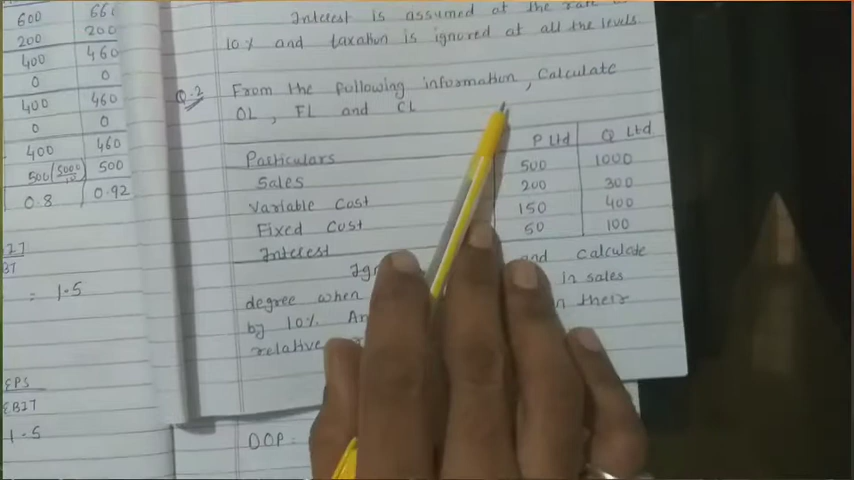 600 661
200 200
400 460
0 0
400 460
0 0
400 460
500 (5000/10) 500
0.8 0.92
= 1.5
EPS
EBIT
1.5
Interest is assumed at the rate
10% and taxation is ignored at all the levels
Q.2 From the following information, Calculate
OL, FL and CL
Particulars P Ltd Q Ltd
Sales 500 1000
Variable Cost 200 300
Fixed Cost 150 400
Interest 50 100
and calculate
degree when in sales
by 10%. their
relative
DOP =